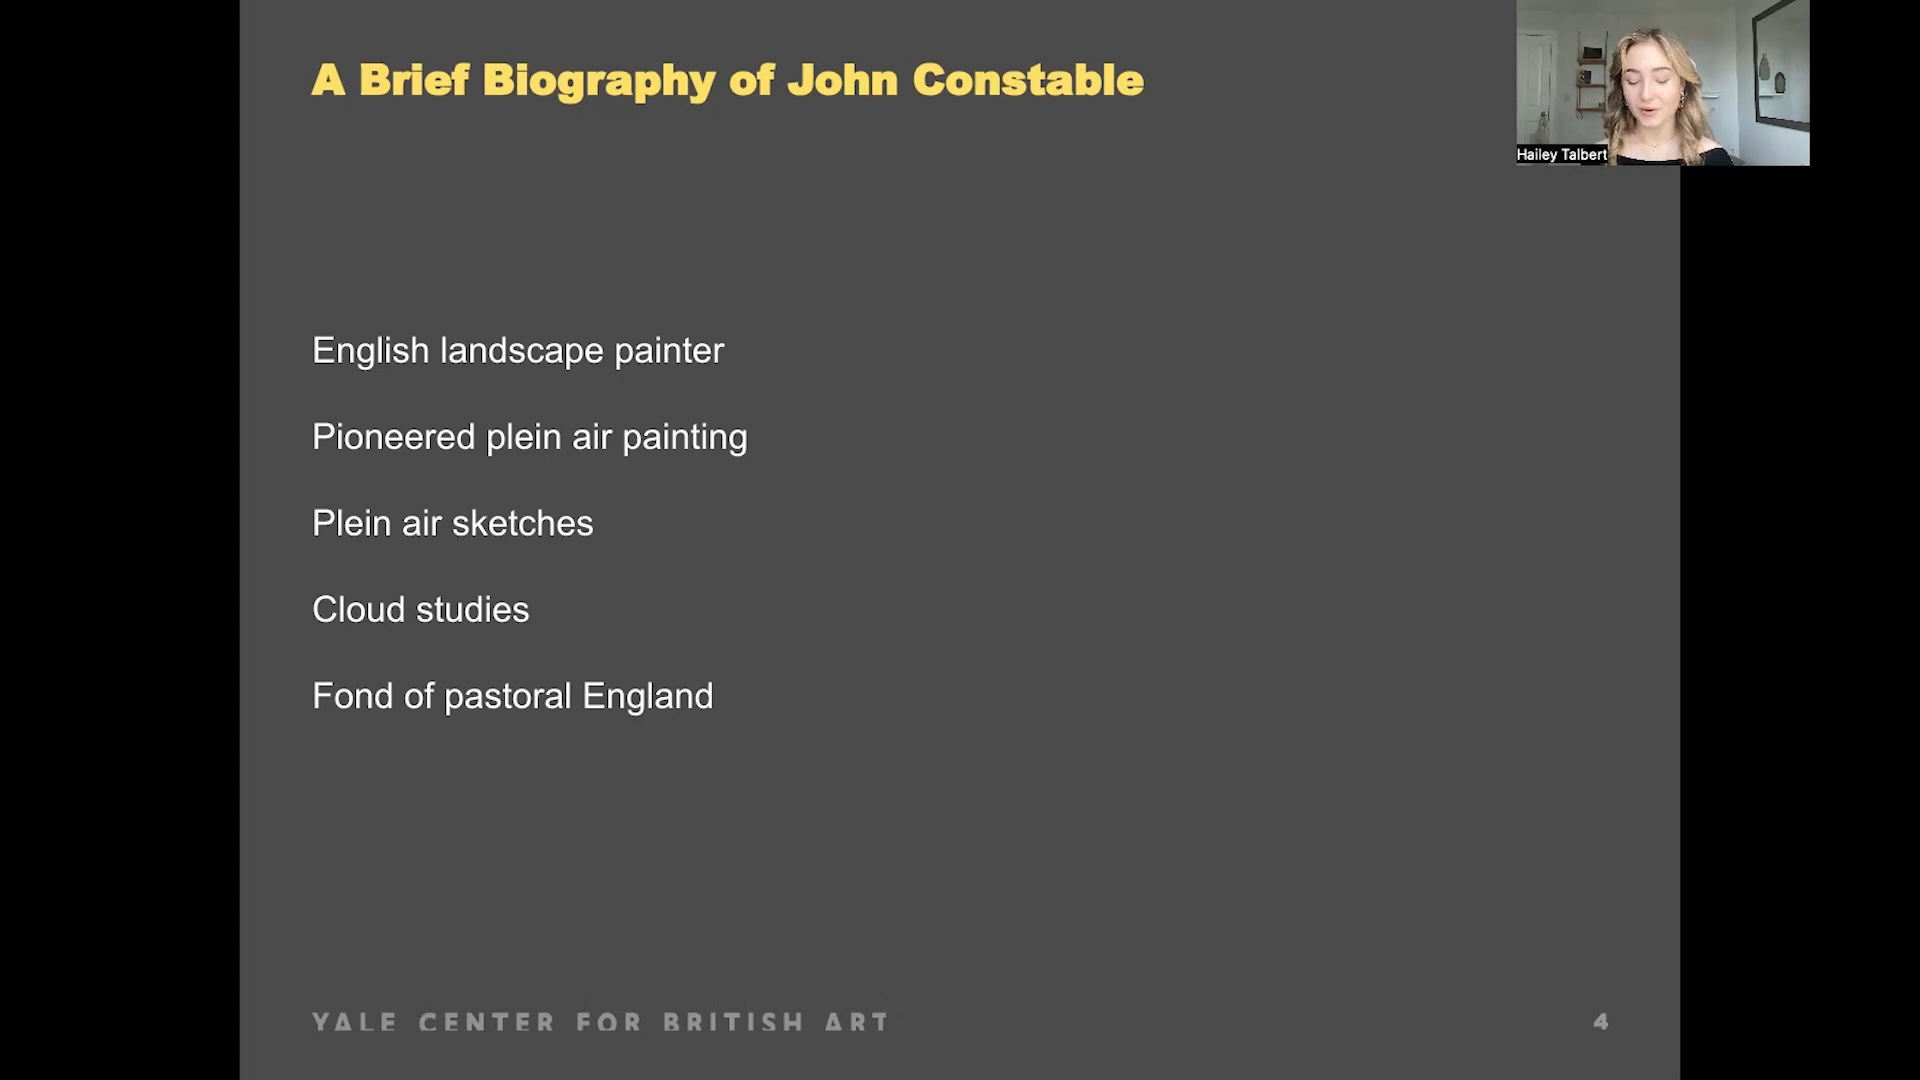 A Brief Biography of John Constable
Hailey Talbert
English landscape painter
Pioneered plein air painting
Plein air sketches
Cloud studies
Fond of pastoral England
YALE CENTER FOR BRITISH ART
4